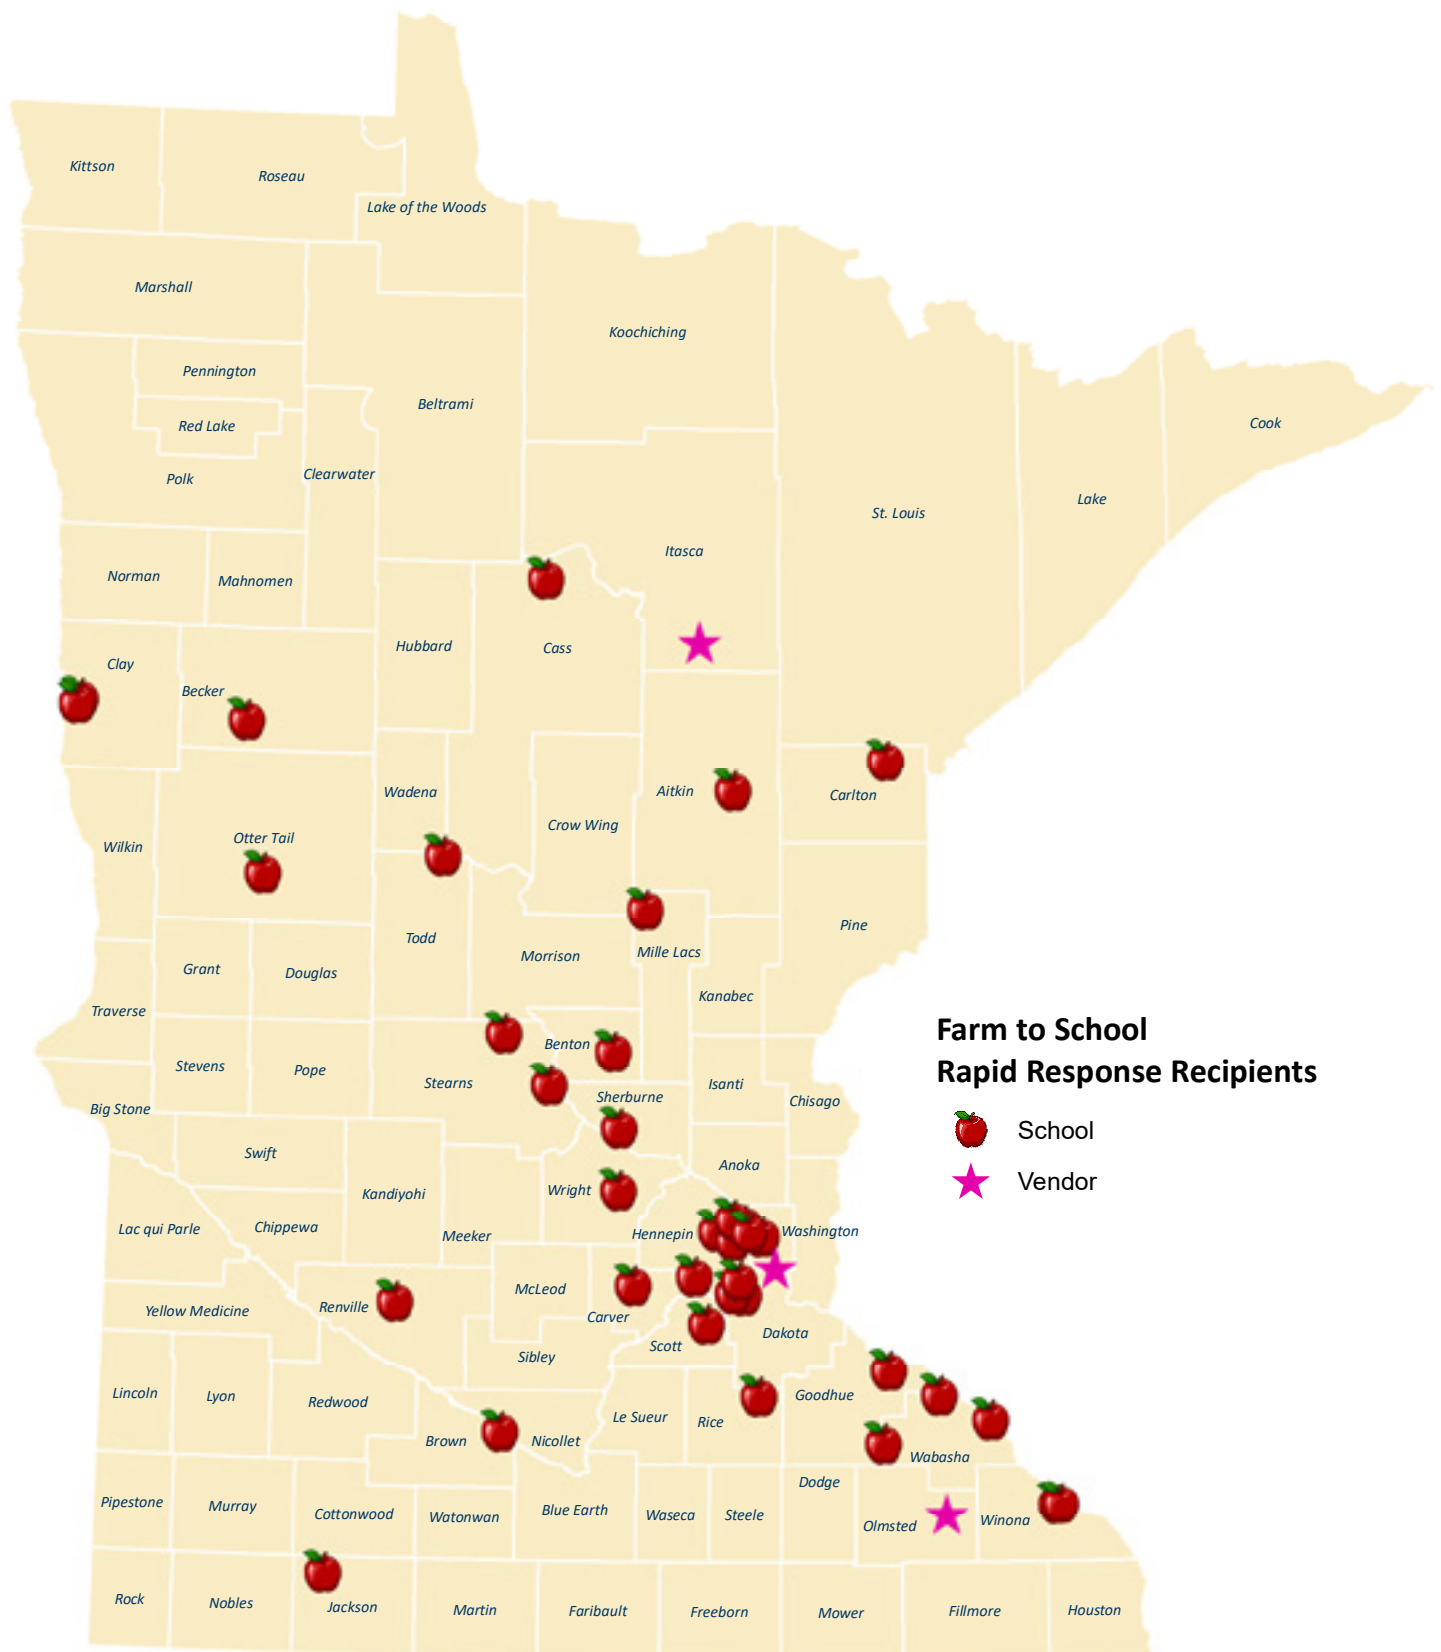 Kittson
Roseau
Lake of the Woods
Marshall
Koochiching
Pennington
Beltrami
Red Lake
Cook
Clearwater
Polk
Lake
St. Louis
Itasca
Norman
Mahnomen
Hubbard
Cass
Clay
Becker
Wadena
Aitkin
Carlton
Crow Wing
Otter Tail
Wilkin
Pine
Todd
Mille Lacs
Morrison
Grant
Douglas
Kanabec
Traverse
Farm to School
Rapid Response Recipients
School
Vendor
Benton
Stevens
Pope
Stearns
Isanti
Sherburne
Chisago
Big Stone
Swift
Anoka
Wright
Kandiyohi
Lac qui Parle
Chippewa
Meeker
Hennepin
Washington
McLeod
Renville
Yellow Medicine
Carver
Dakota
Scott
Sibley
Lincoln
Lyon
Redwood
Goodhue
Le Sueur
Rice
Brown
Nicollet
Wabasha
Dodge
Pipestone
Murray
Cottonwood
Watonwan
Blue Earth
Waseca
Steele
Olmsted
Winona
Rock
Nobles
Jackson
Martin
Faribault
Freeborn
Mower
Fillmore
Houston